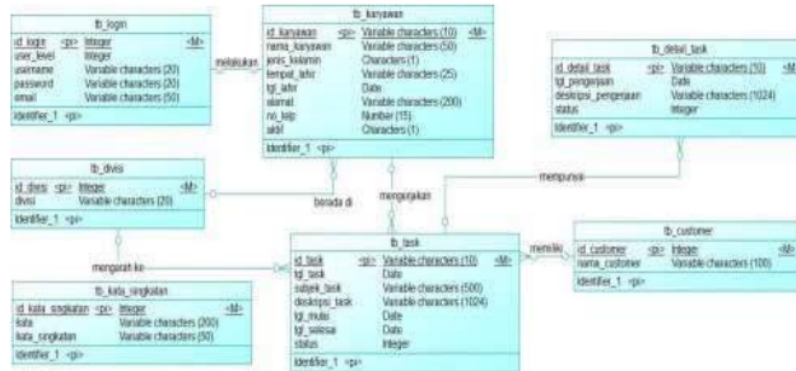 tb_login
id_login <pi> Integer <M>
user_level Integer
username Variable characters (20)
password Variable characters (20)
email Variable characters (50)
Identifier_1 <pi>
melakukan
tb_karyawan
id_karyawan <pi> Variable characters (10) <M>
nama_karyawan Variable characters (50)
jenis_kelamin Characters (1)
tempat_lahir Variable characters (25)
tgl_lahir Date
alamat Variable characters (200)
no_telp Number (15)
aktif Characters (1)
Identifier_1 <pi>
tb_detail_task
id_detail_task <pi> Variable characters (10) <M>
tgl_pengerjaan Date
deskripsi_pengerjaan Variable characters (1024)
status Integer
Identifier_1 <pi>
tb_divisi
id_divisi <pi> Integer <M>
divisi Variable characters (20)
Identifier_1 <pi>
berada di
mengerjakan
mempunyai
mengarah ke
tb_task
id_task <pi> Variable characters (10) <M>
tgl_task Date
subjek_task Variable characters (500)
deskripsi_task Variable characters (1024)
tgl_mulai Date
tgl_selesai Date
status Integer
Identifier_1 <pi>
memiliki
tb_customer
id_customer <pi> Integer <M>
nama_customer Variable characters (100)
Identifier_1 <pi>
tb_kata_singkatan
id_kata_singkatan <pi> Integer <M>
kata Variable characters (200)
kata_singkatan Variable characters (50)
Identifier_1 <pi>